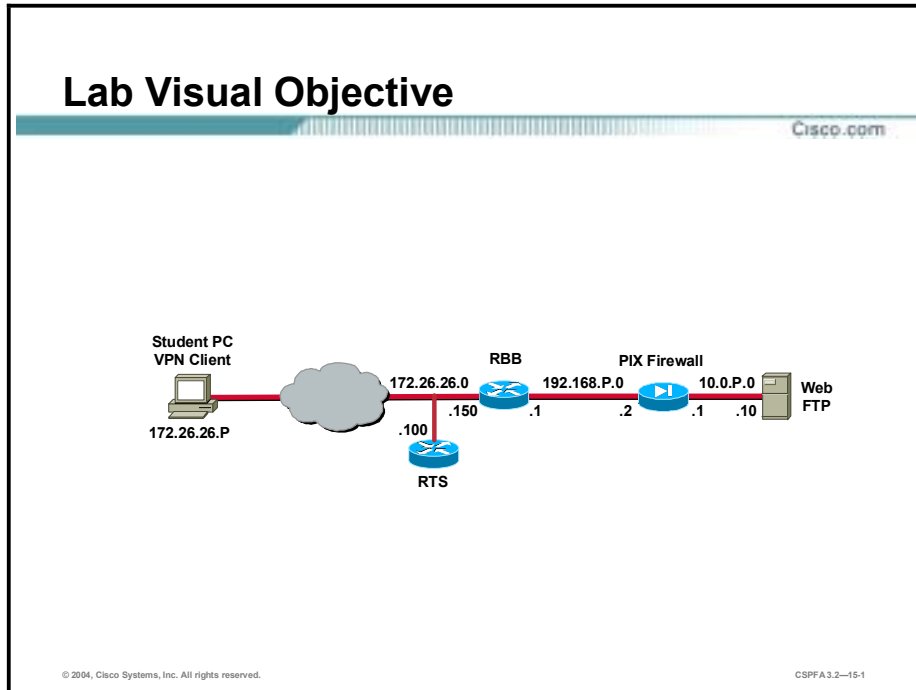 Lab Visual Objective
Cisco.com
Student PC
VPN Client
172.26.26.P
172.26.26.0
.150
.100
RTS
RBB
.1
192.168.P.0
.2
PIX Firewall
.1
10.0.P.0
.10
Web
FTP
© 2004, Cisco Systems, Inc. All rights reserved.
CSPFA 3.2—15-1